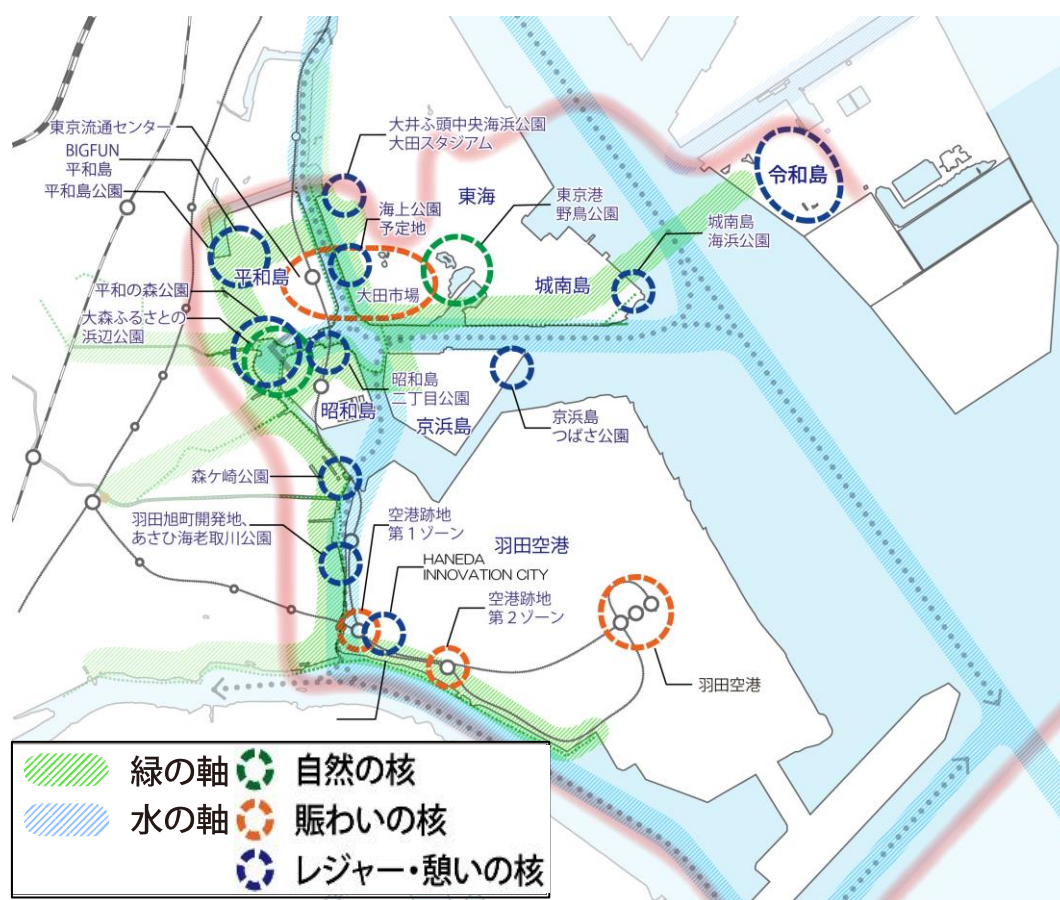 東京流通センター
BIGFUN
平和島
平和島公園
大井ふ頭中央海浜公園
大田スタジアム
東海
海上公園
予定地
東京港
野鳥公園
令和島
城南島
海浜公園
平和島
大田市場
城南島
平和の森公園
大森ふるさとの
浜辺公園
昭和島
二丁目公園
昭和島
京浜島
京浜島
つばさ公園
森ケ崎公園
羽田旭町開発地、
あさひ海老取川公園
空港跡地
第1ゾーン
羽田空港
HANEDA
INNOVATION CITY
空港跡地
第2ゾーン
羽田空港
緑の軸
自然の核
水の軸
賑わいの核
レジャー・憩いの核